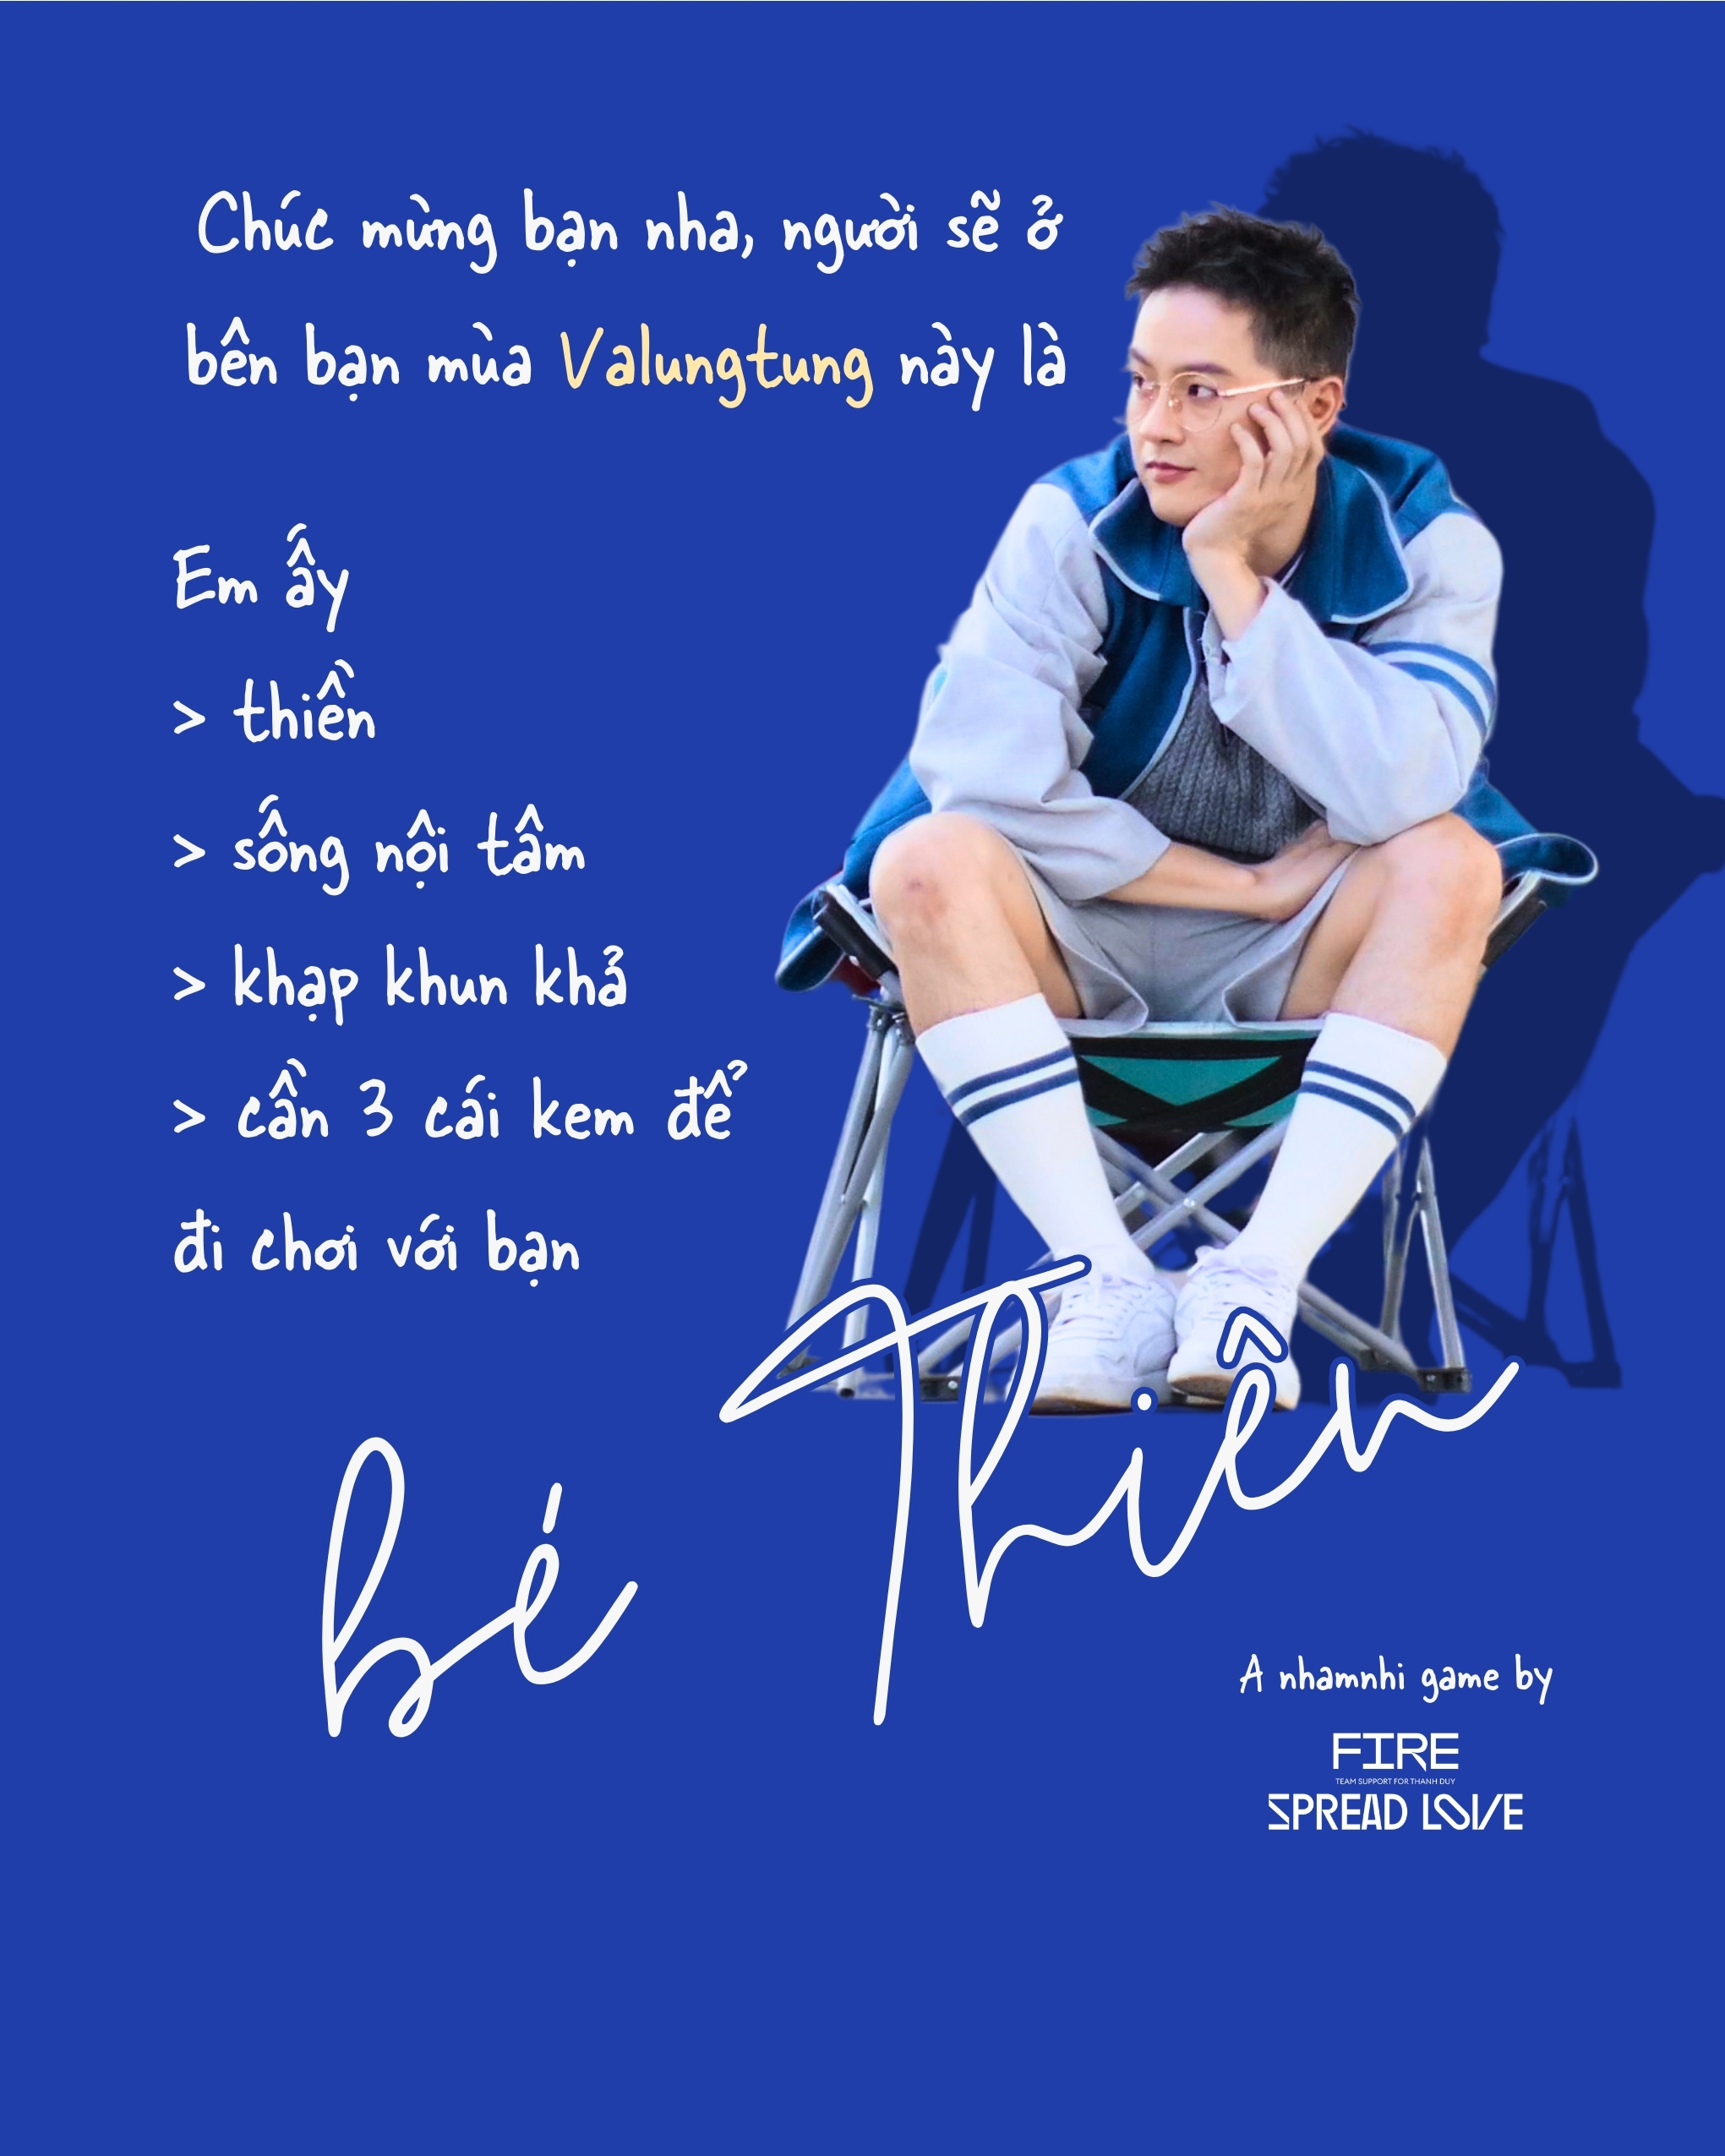 Chúc mừng bạn nha, người sẽ ở
bên bạn mùa Valungtung này là
Em ấy
> thiền
> sống nội tâm
> khạp khun khả
> cần 3 cái kem để
đi chơi với bạn
bé Thiên
A nhamnhi game by
FIRE
TEAM SUPPORT FOR THANH DUY
SPREAD LOVE